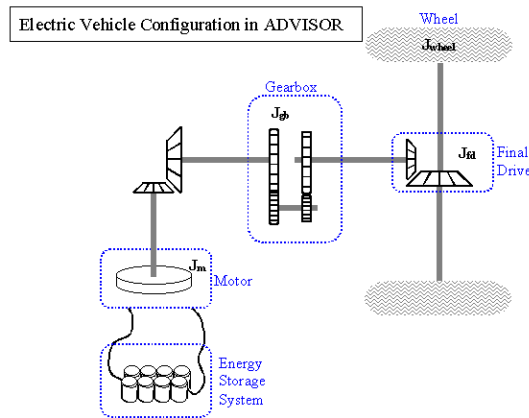 Electric Vehicle Configuration in ADVISOR
Wheel
Jwheel
Gearbox
Jgb
Jfd
Final
Drive
Jm
Motor
Energy
Storage
System